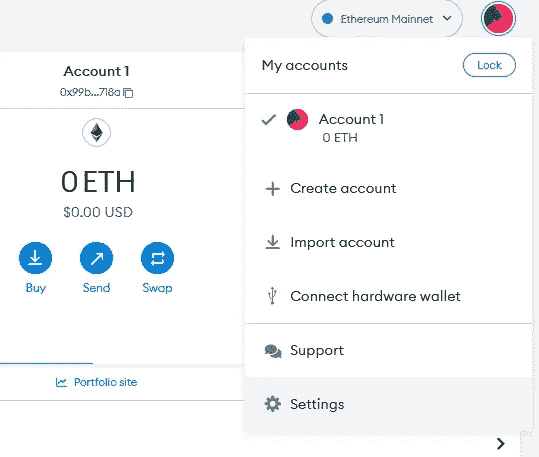 Ethereum Mainnet
Account 1
0x99b...718a
0 ETH
$0.00 USD
Buy
Send
Swap
Portfolio site
My accounts
Lock
Account 1
0 ETH
Create account
Import account
Connect hardware wallet
Support
Settings